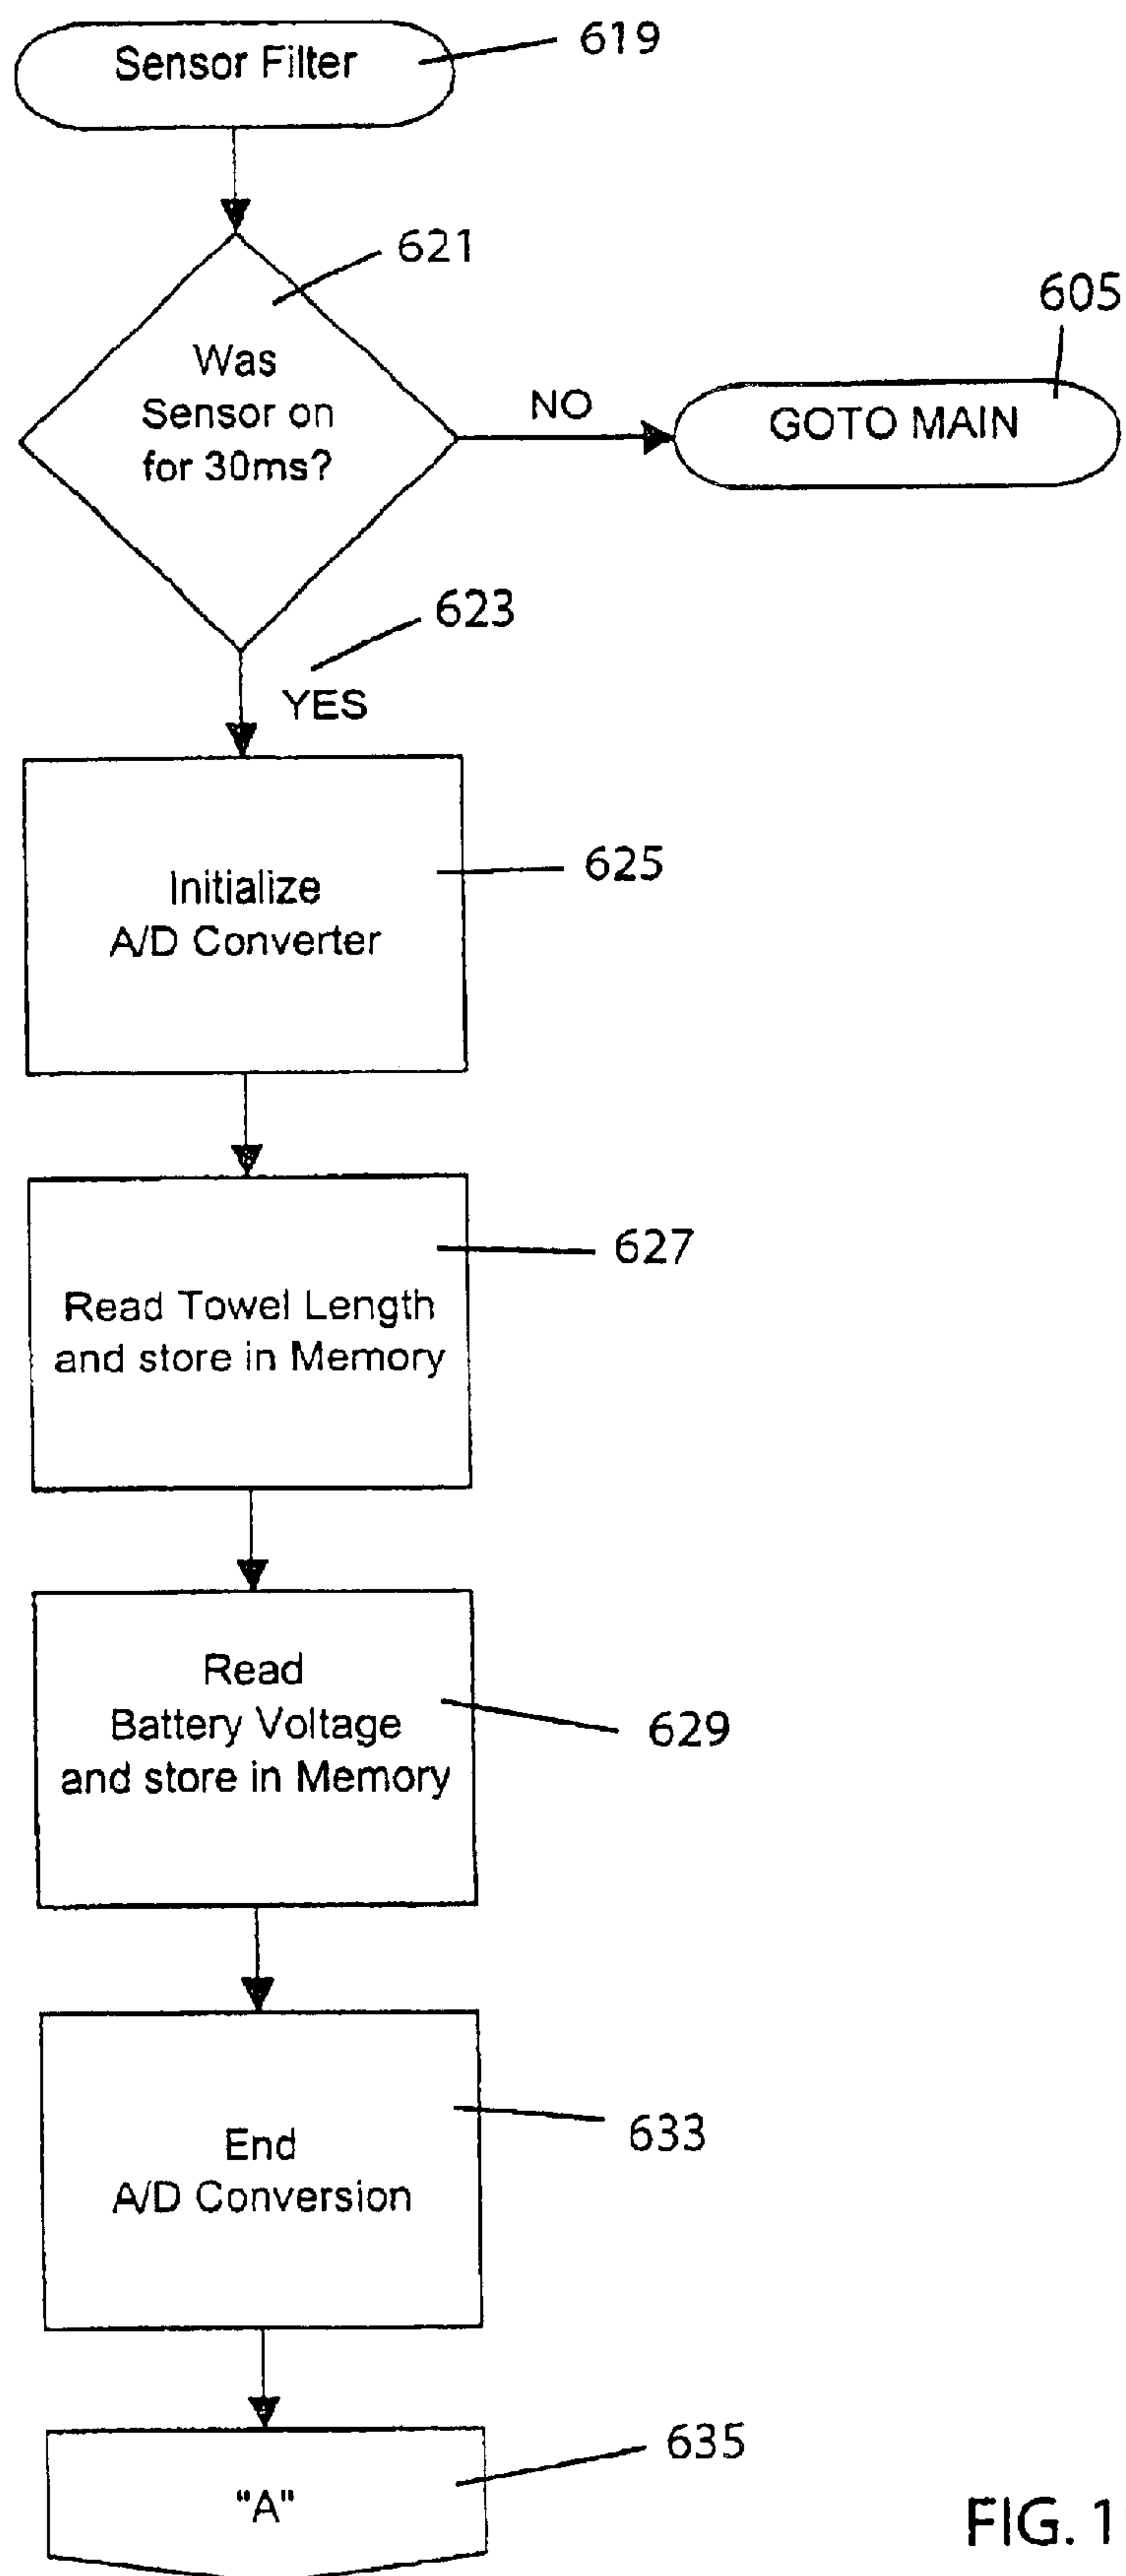 Sensor Filter
619
621
Was
Sensor on
for 30ms?
NO
605
GOTO MAIN
623
YES
625
Initialize
A/D Converter
627
Read Towel Length
and store in Memory
Read
Battery Voltage
and store in Memory
629
End
A/D Conversion
633
635
"A"
FIG. 1